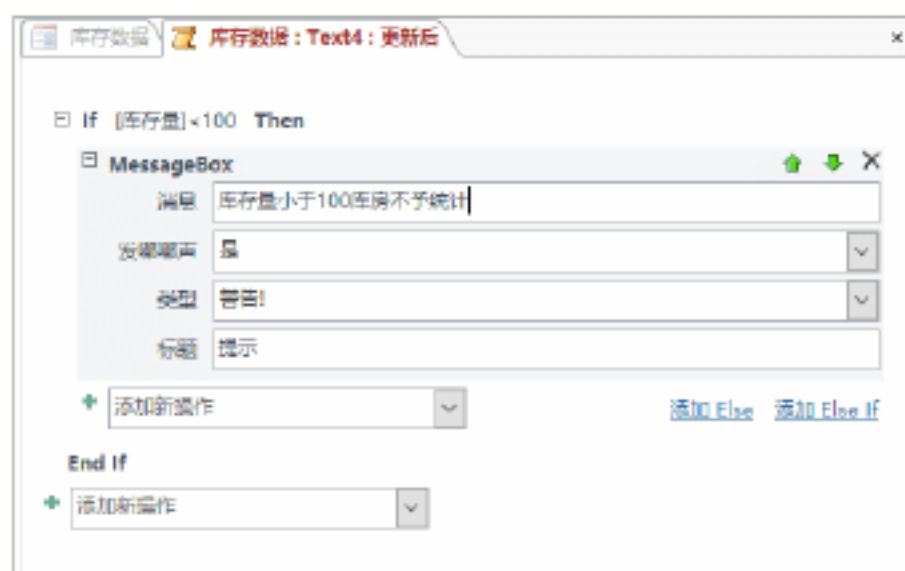 库存数据 库存数据 : Text4 : 更新后
If [库存量]<100 Then
MessageBox
消息 库存量小于100库房不予统计
发嘟嘟声 是
类型 警告!
标题 提示
添加新操作 添加 Else 添加 Else If
End If
添加新操作